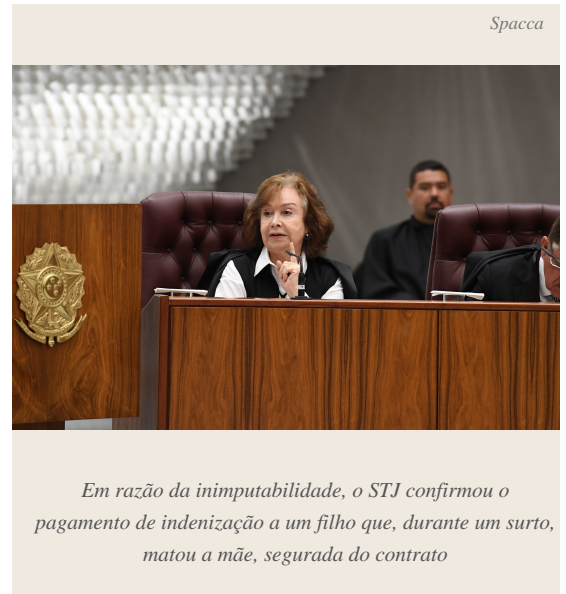 Spacca
Em razão da inimputabilidade, o STJ confirmou o
pagamento de indenização a um filho que, durante um surto,
matou a mãe, segurada do contrato